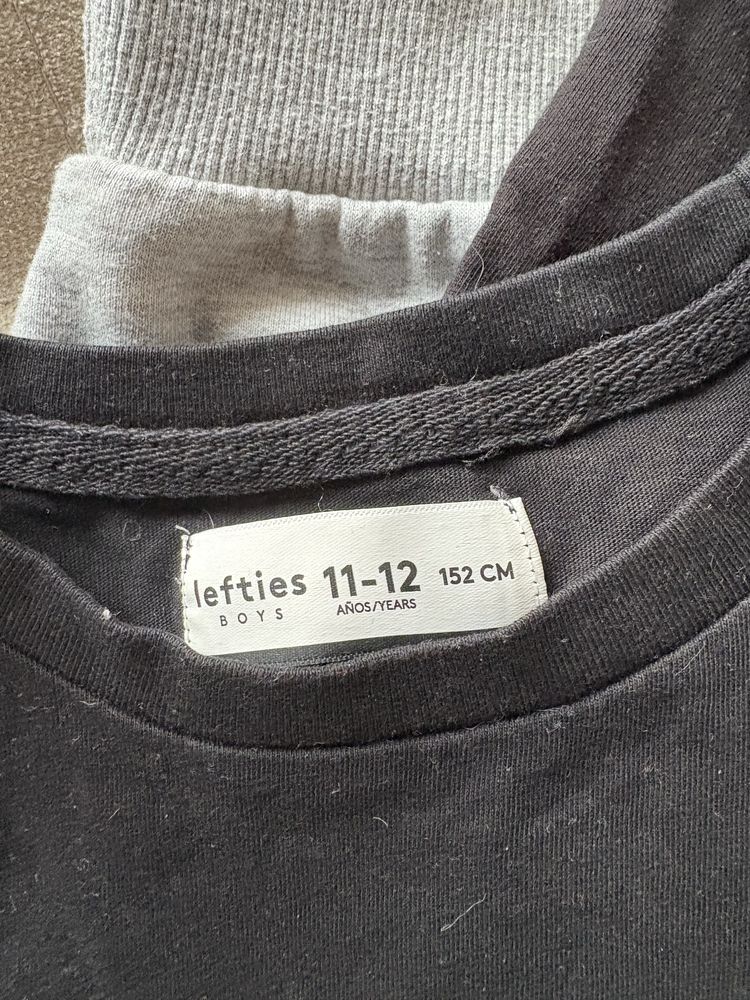 lefties 11-12 152 CM
BOYS AÑOS/YEARS